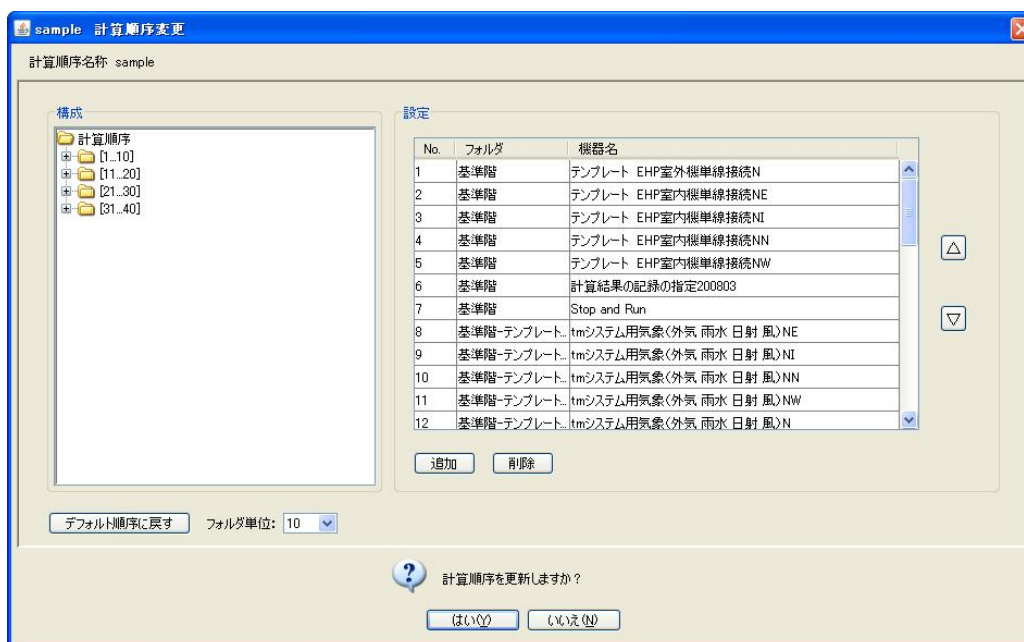 sample 計算順序変更
計算順序名称 sample
構成
計算順序
[1...10]
[11...20]
[21...30]
[31...40]
設定
No. フォルダ 機器名
1 基準階 テンプレート EHP室外機単線接続N
2 基準階 テンプレート EHP室内機単線接続NE
3 基準階 テンプレート EHP室内機単線接続NI
4 基準階 テンプレート EHP室内機単線接続NN
5 基準階 テンプレート EHP室内機単線接続NW
6 基準階 計算結果の記録の指定200803
7 基準階 Stop and Run
8 基準階-テンプレート... tmシステム用気象(外気 雨水 日射 風)NE
9 基準階-テンプレート... tmシステム用気象(外気 雨水 日射 風)NI
10 基準階-テンプレート... tmシステム用気象(外気 雨水 日射 風)NN
11 基準階-テンプレート... tmシステム用気象(外気 雨水 日射 風)NW
12 基準階-テンプレート... tmシステム用気象(外気 雨水 日射 風)N
△
▽
追加 削除
デフォルト順序に戻す フォルダ単位: 10
計算順序を更新しますか?
はい(Y) いいえ(N)